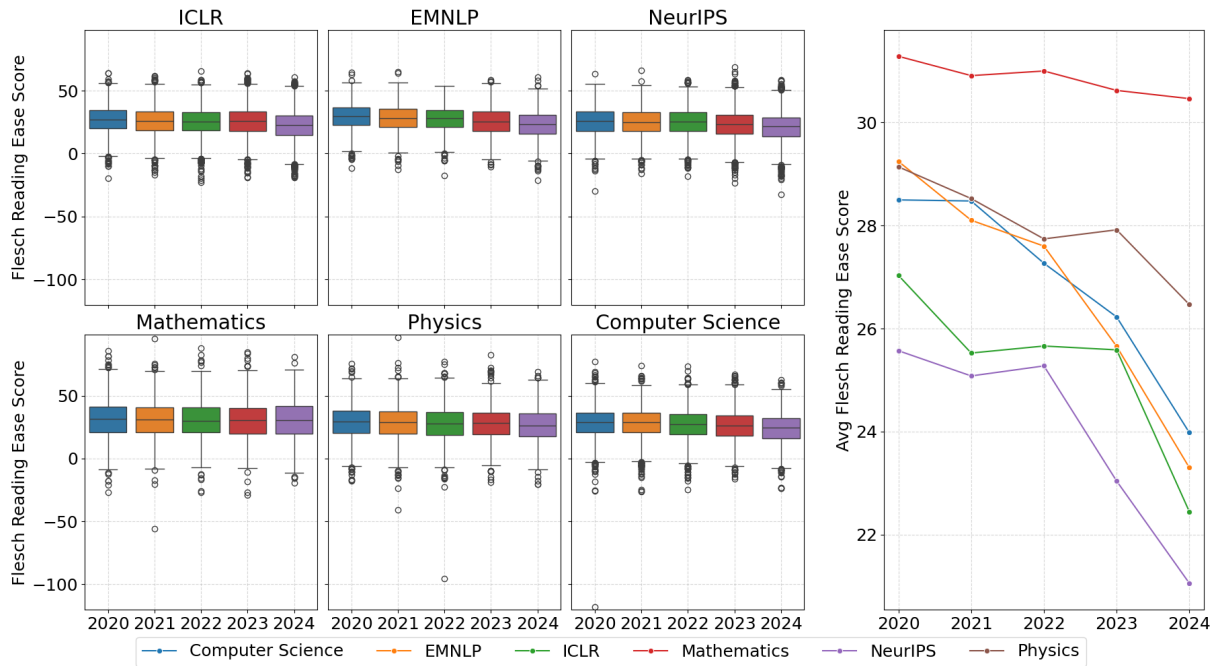 ICLR
EMNLP
NeurIPS
Flesch Reading Ease Score
50
0
−50
−100
Mathematics
Physics
Computer Science
Flesch Reading Ease Score
50
0
−50
−100
2020 2021 2022 2023 2024
2020 2021 2022 2023 2024
2020 2021 2022 2023 2024
Avg Flesch Reading Ease Score
30
28
26
24
22
2020 2021 2022 2023 2024
Computer Science EMNLP ICLR Mathematics NeurIPS Physics